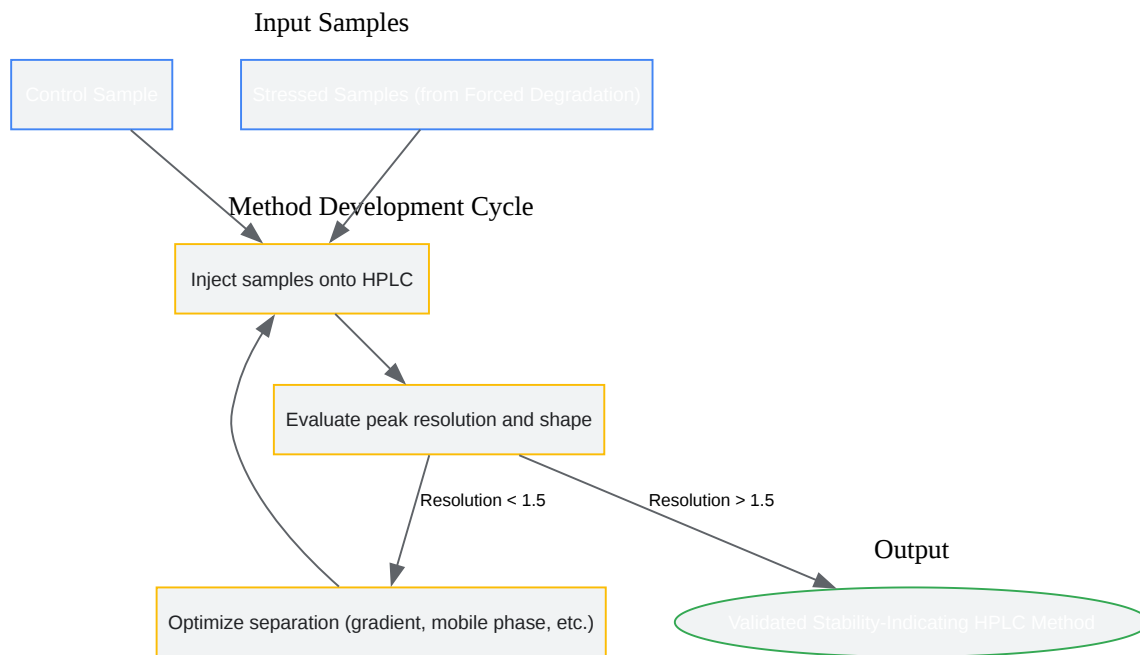 Input Samples
Control Sample
Stressed Samples (from Forced Degradation)
Method Development Cycle
Inject samples onto HPLC
Evaluate peak resolution and shape
Resolution < 1.5
Resolution > 1.5
Output
Optimize separation (gradient, mobile phase, etc.)
Validated Stability-Indicating HPLC Method